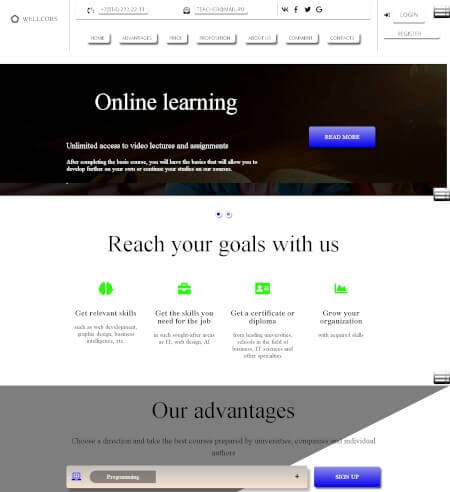 WELLCOBS
+7(351) 222-22-11
TEACHER@MAIL.RU
LOGIN
REGISTER
HOME
ADVANTAGES
PRICE
PROPOSITION
ABOUT US
COMMENT
CONTACTS
Online learning
Unlimited access to video lectures and assignments
After completing the basic course, you will have the basics that will allow you to
develop further on your own or continue your studies on our courses.
READ MORE
Reach your goals with us
Get relevant skills
such as web development,
graphic design, business
intelligence, etc.
Get the skills you
need for the job
in such sought-after areas
as IT, web design, AI
Get a certificate or
diploma
from leading universities,
schools in the field of
business, IT sciences and
other specialties
Grow your
organization
with acquired skills
Our advantages
Choose a direction and take the best courses prepared by universities, companies and individual
authors
Programming
+
SIGN UP